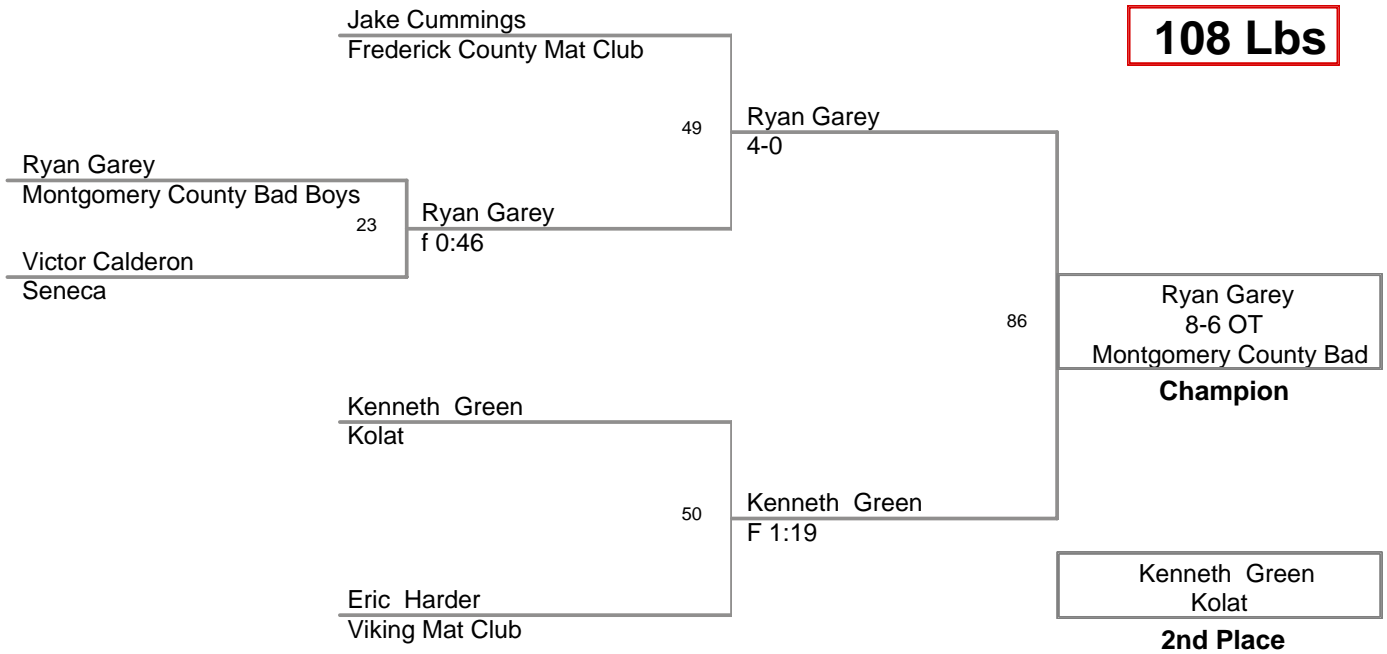 Jake Cummings
Frederick County Mat Club
108 Lbs
49
Ryan Garey
4-0
Ryan Garey
Montgomery County Bad Boys
23
Ryan Garey
f 0:46
Victor Calderon
Seneca
86
Ryan Garey
8-6 OT
Montgomery County Bad
Champion
Kenneth Green
Kolat
50
Kenneth Green
F 1:19
Eric Harder
Viking Mat Club
Kenneth Green
Kolat
2nd Place